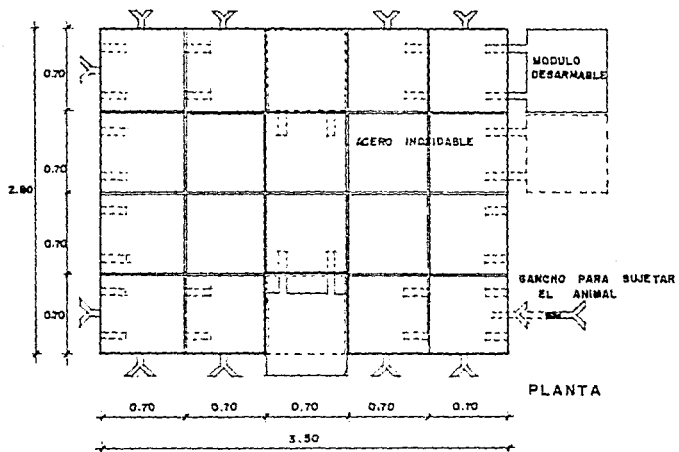 MODULO
DESARMABLE
0.70
ACERO INOXIDABLE
0.70
2.80
0.70
GANCHO PARA SUJETAR
EL ANIMAL
0.70
PLANTA
0.70 0.70 0.70 0.70 0.70
3.50